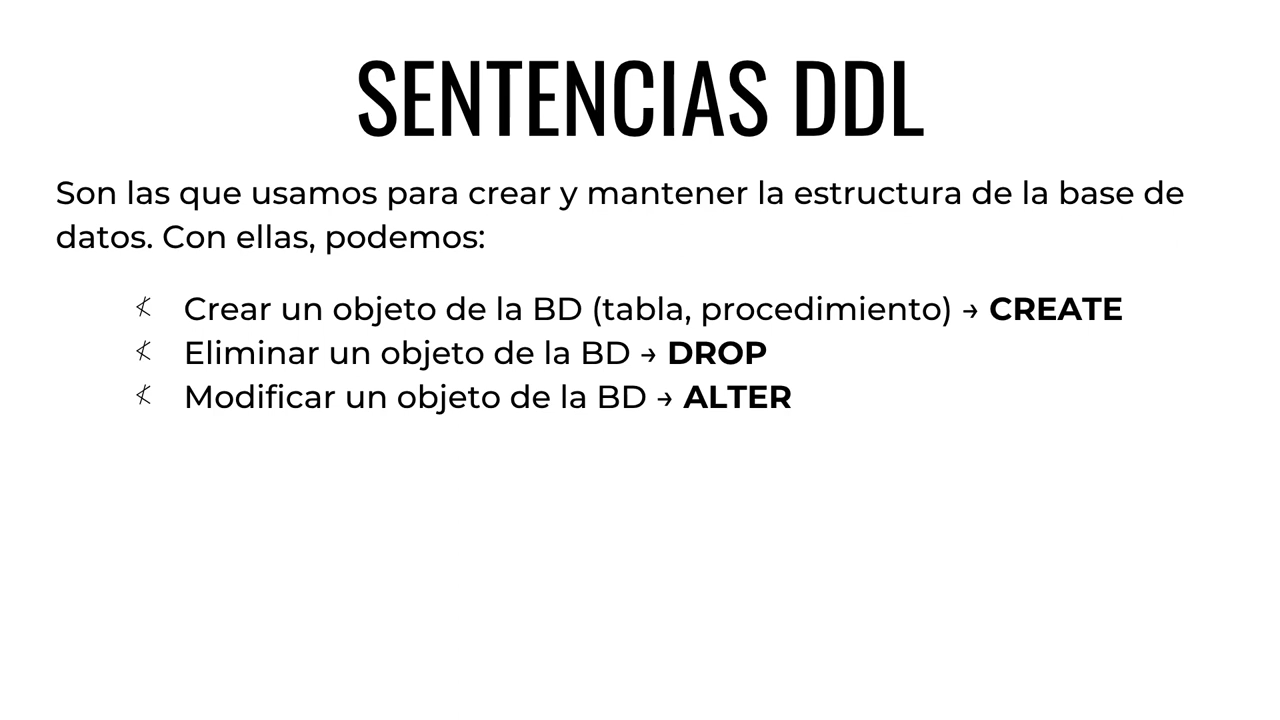 SENTENCIAS DDL
Son las que usamos para crear y mantener la estructura de la base de
datos. Con ellas, podemos:
Crear un objeto de la BD (tabla, procedimiento) → CREATE
Eliminar un objeto de la BD → DROP
Modificar un objeto de la BD → ALTER